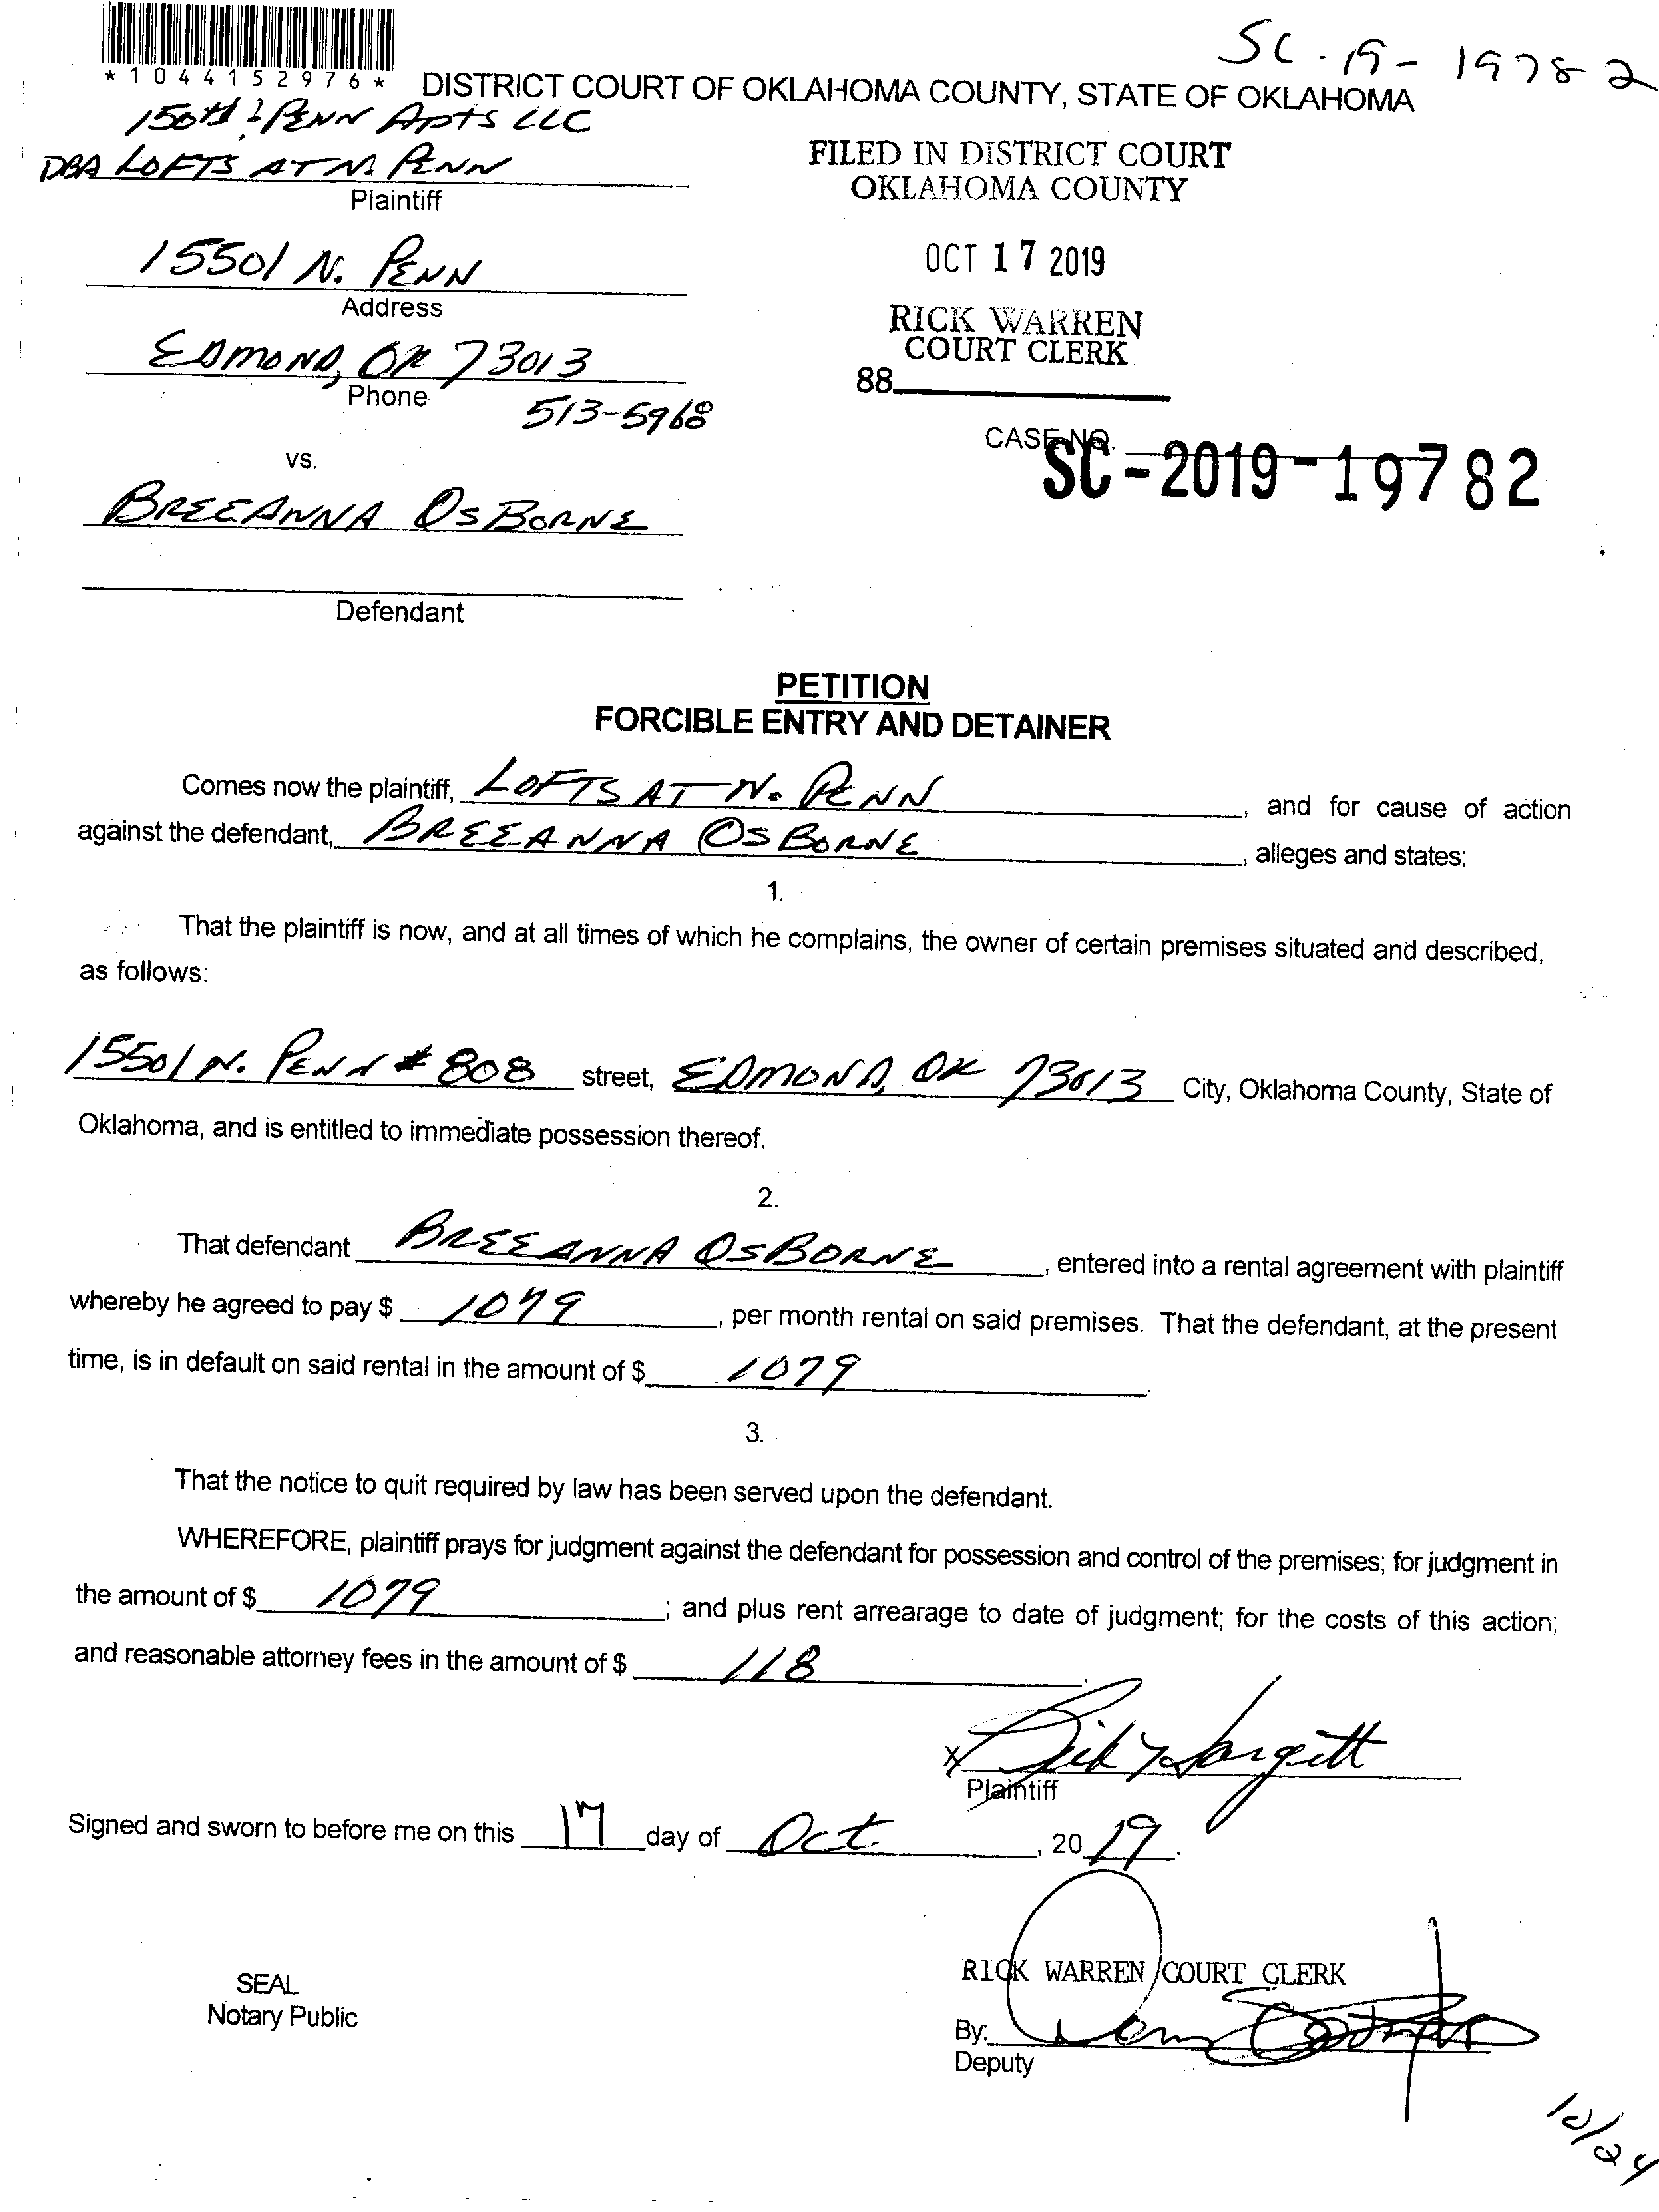 SC-19-19782
*1044152976*
DISTRICT COURT OF OKLAHOMA COUNTY, STATE OF OKLAHOMA
150th & PENN APTS LLC
DBA LOFTS AT N. PENN
Plaintiff
FILED IN DISTRICT COURT
OKLAHOMA COUNTY
15501 N. PENN
Address
OCT 17 2019
EDMOND, OK 73013
Phone
513-5968
RICK WARREN
COURT CLERK
88
vs.
CASE NO.
SC-2019-19782
BREEANNA OSBORNE
Defendant
PETITION
FORCIBLE ENTRY AND DETAINER
Comes now the plaintiff, LOFTS AT N. PENN, and for cause of action
against the defendant, BREEANNA OSBORNE, alleges and states:
1.
That the plaintiff is now, and at all times of which he complains, the owner of certain premises situated and described,
as follows:
15501 N. PENN # 808 street, EDMOND, OK 73013 City, Oklahoma County, State of
Oklahoma, and is entitled to immediate possession thereof.
2.
That defendant BREEANNA OSBORNE, entered into a rental agreement with plaintiff
whereby he agreed to pay $ 1079, per month rental on said premises. That the defendant, at the present
time, is in default on said rental in the amount of $ 1079
3.
That the notice to quit required by law has been served upon the defendant.
WHEREFORE, plaintiff prays for judgment against the defendant for possession and control of the premises; for judgment in
the amount of $ 1079; and plus rent arrearage to date of judgment; for the costs of this action;
and reasonable attorney fees in the amount of $ 118.
x
Plaintiff
Signed and sworn to before me on this 17 day of Oct, 2019.
SEAL
Notary Public
RICK WARREN COURT CLERK
By:
Deputy
10/24